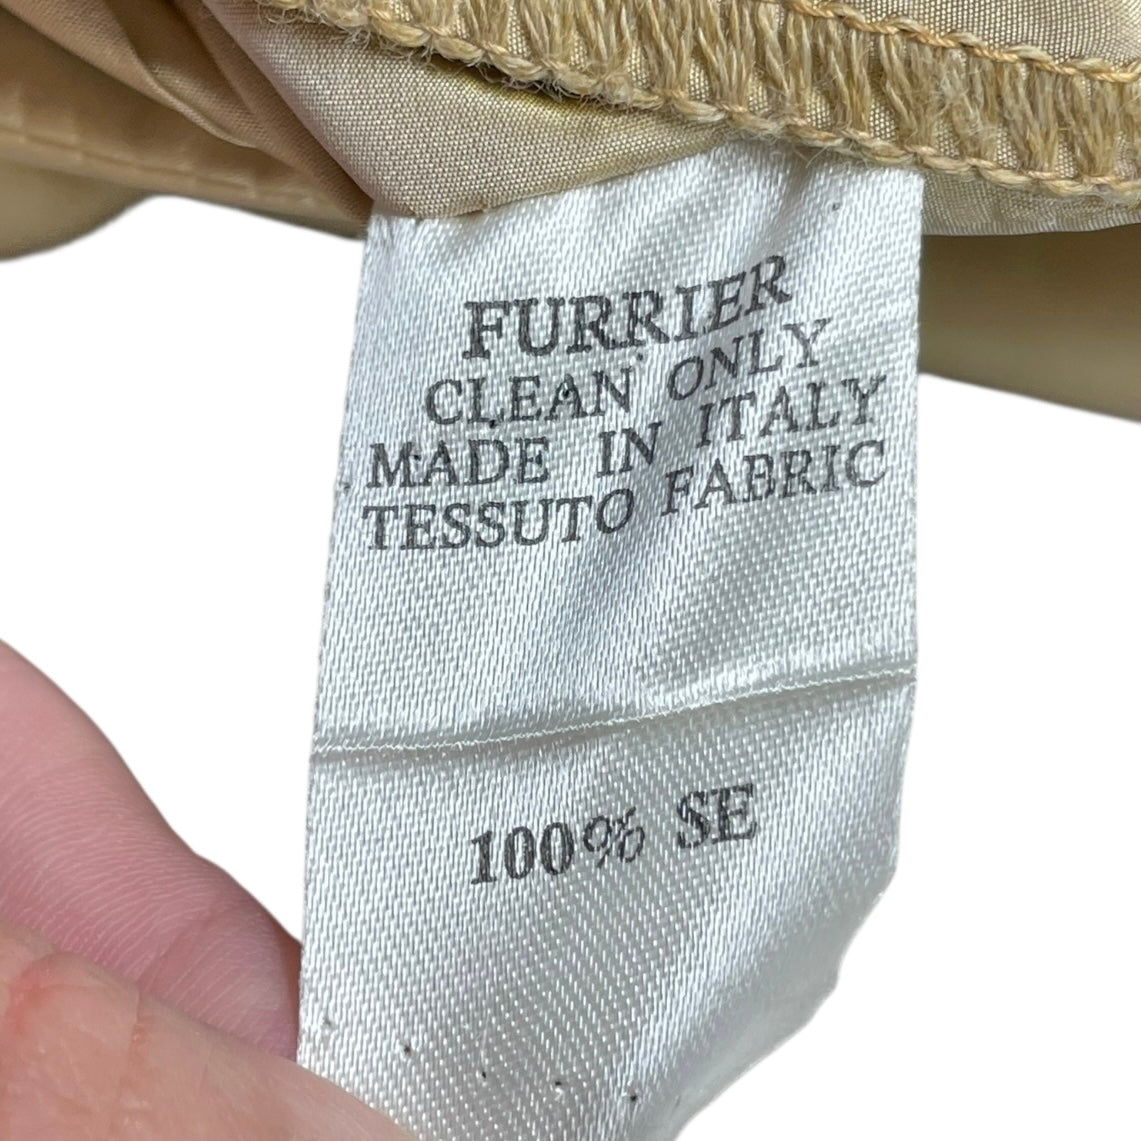 FURRIER
CLEAN ONLY
MADE IN ITALY
TESSUTO FABRIC
100% SE